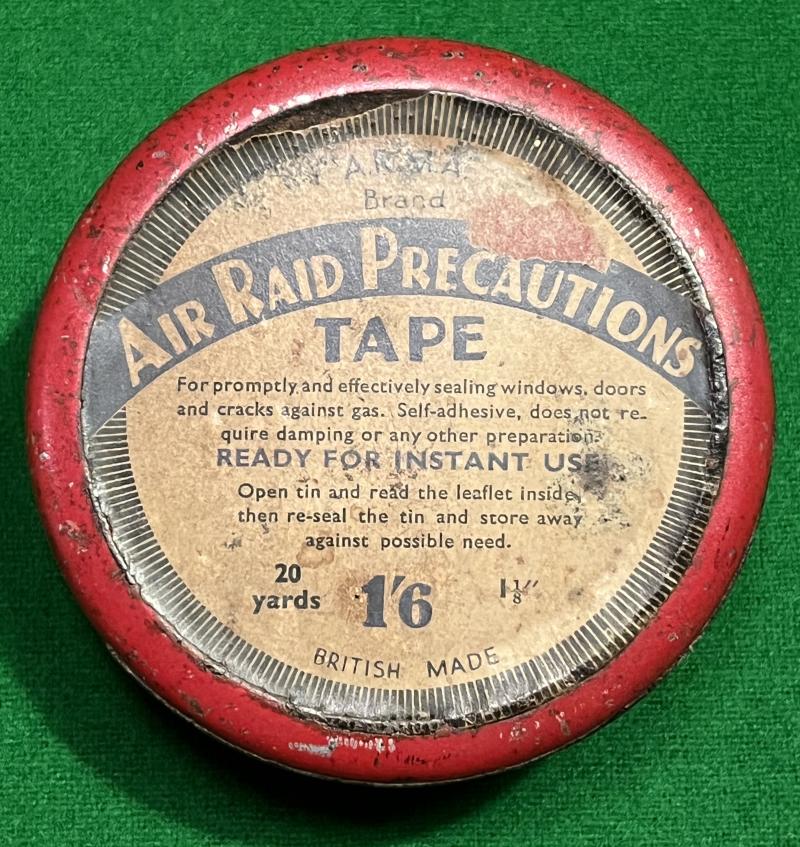 Brand
AIR RAID PRECAUTIONS
TAPE
For promptly and effectively sealing windows, doors
and cracks against gas. Self-adhesive, does not re-
quire damping or any other preparation.
READY FOR INSTANT USE
Open tin and read the leaflet inside,
then re-seal the tin and store away
against possible need.
20 yards 1'6 1⅛"
BRITISH MADE